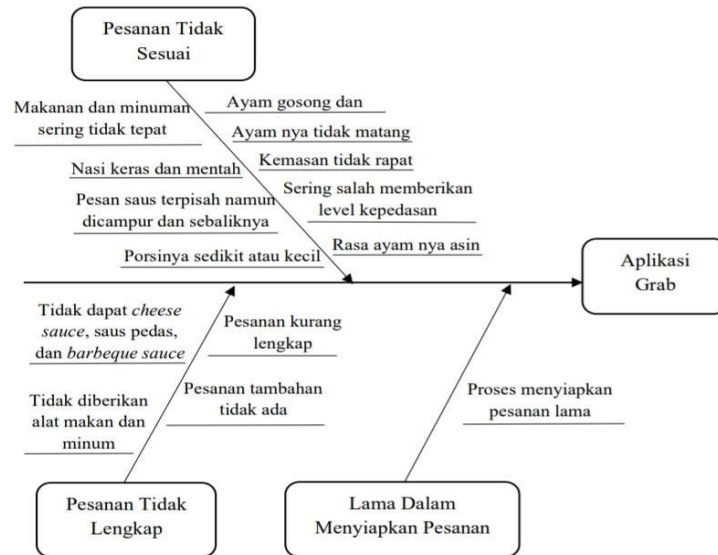 Pesanan Tidak
Sesuai
Makanan dan minuman
sering tidak tepat
Ayam gosong dan
Ayam nya tidak matang
Nasi keras dan mentah
Kemasan tidak rapat
Pesan saus terpisah namun
dicampur dan sebaliknya
Sering salah memberikan
level kepedasan
Porsinya sedikit atau kecil
Rasa ayam nya asin
Aplikasi
Grab
Tidak dapat cheese
sauce, saus pedas,
dan barbeque sauce
Pesanan kurang
lengkap
Tidak diberikan
alat makan dan
minum
Pesanan tambahan
tidak ada
Proses menyiapkan
pesanan lama
Pesanan Tidak
Lengkap
Lama Dalam
Menyiapkan Pesanan